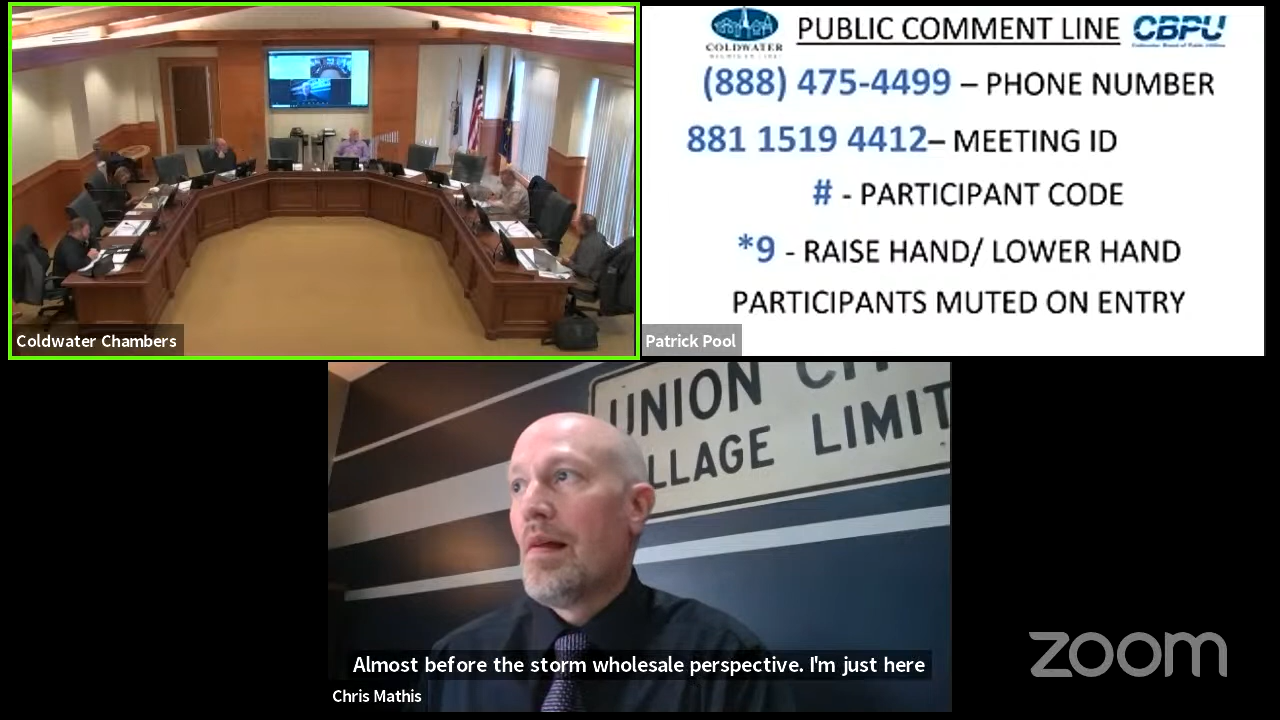 COLDWATER
PUBLIC COMMENT LINE
CBPU
(888) 475-4499 – PHONE NUMBER
881 1519 4412– MEETING ID
# - PARTICIPANT CODE
*9 - RAISE HAND/ LOWER HAND
PARTICIPANTS MUTED ON ENTRY
Coldwater Chambers
Patrick Pool
UNION
LLAGE LIMIT
Almost before the storm wholesale perspective. I'm just here
Chris Mathis
zoom